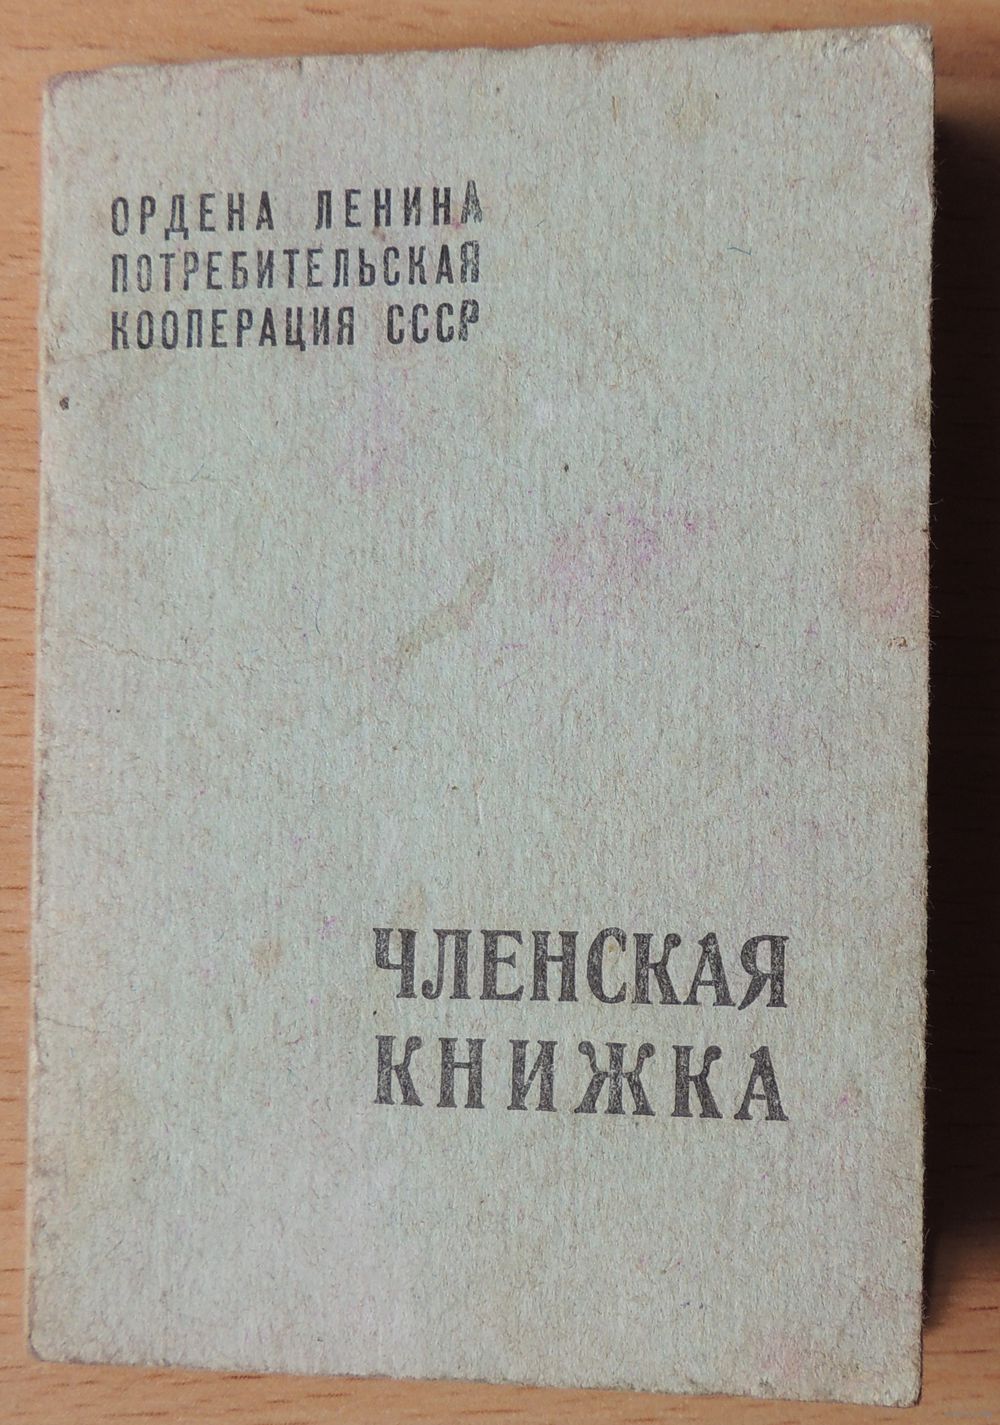 ОРДЕНА ЛЕНИНА
ПОТРЕБИТЕЛЬСКАЯ
КООПЕРАЦИЯ СССР
ЧЛЕНСКАЯ
КНИЖКА